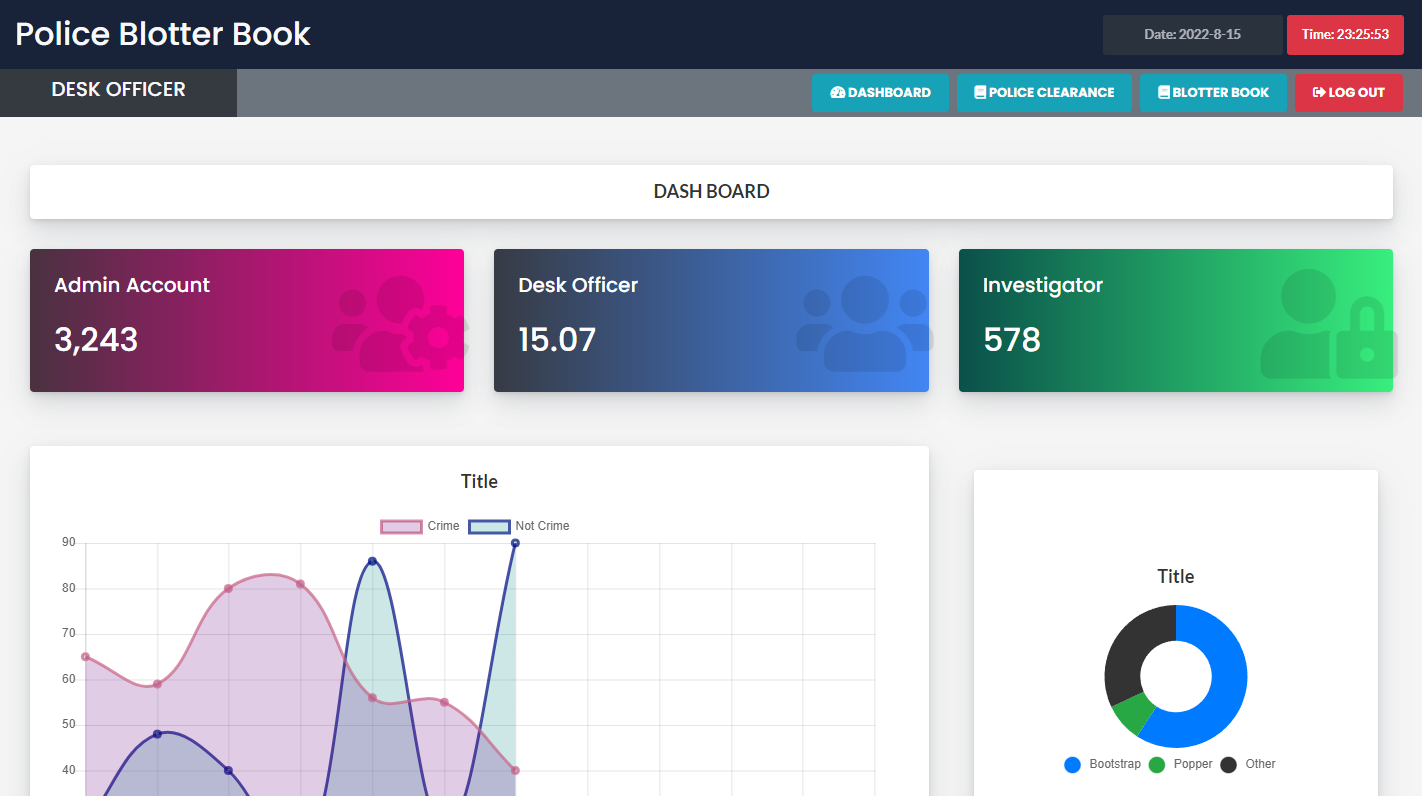 Police Blotter Book
Date: 2022-8-15
Time: 23:25:53
DESK OFFICER
DASHBOARD
POLICE CLEARANCE
BLOTTER BOOK
LOG OUT
DASH BOARD
Admin Account
3,243
Desk Officer
15.07
Investigator
578
Title
Crime
Not Crime
90
80
70
60
50
40
Title
Bootstrap
Popper
Other